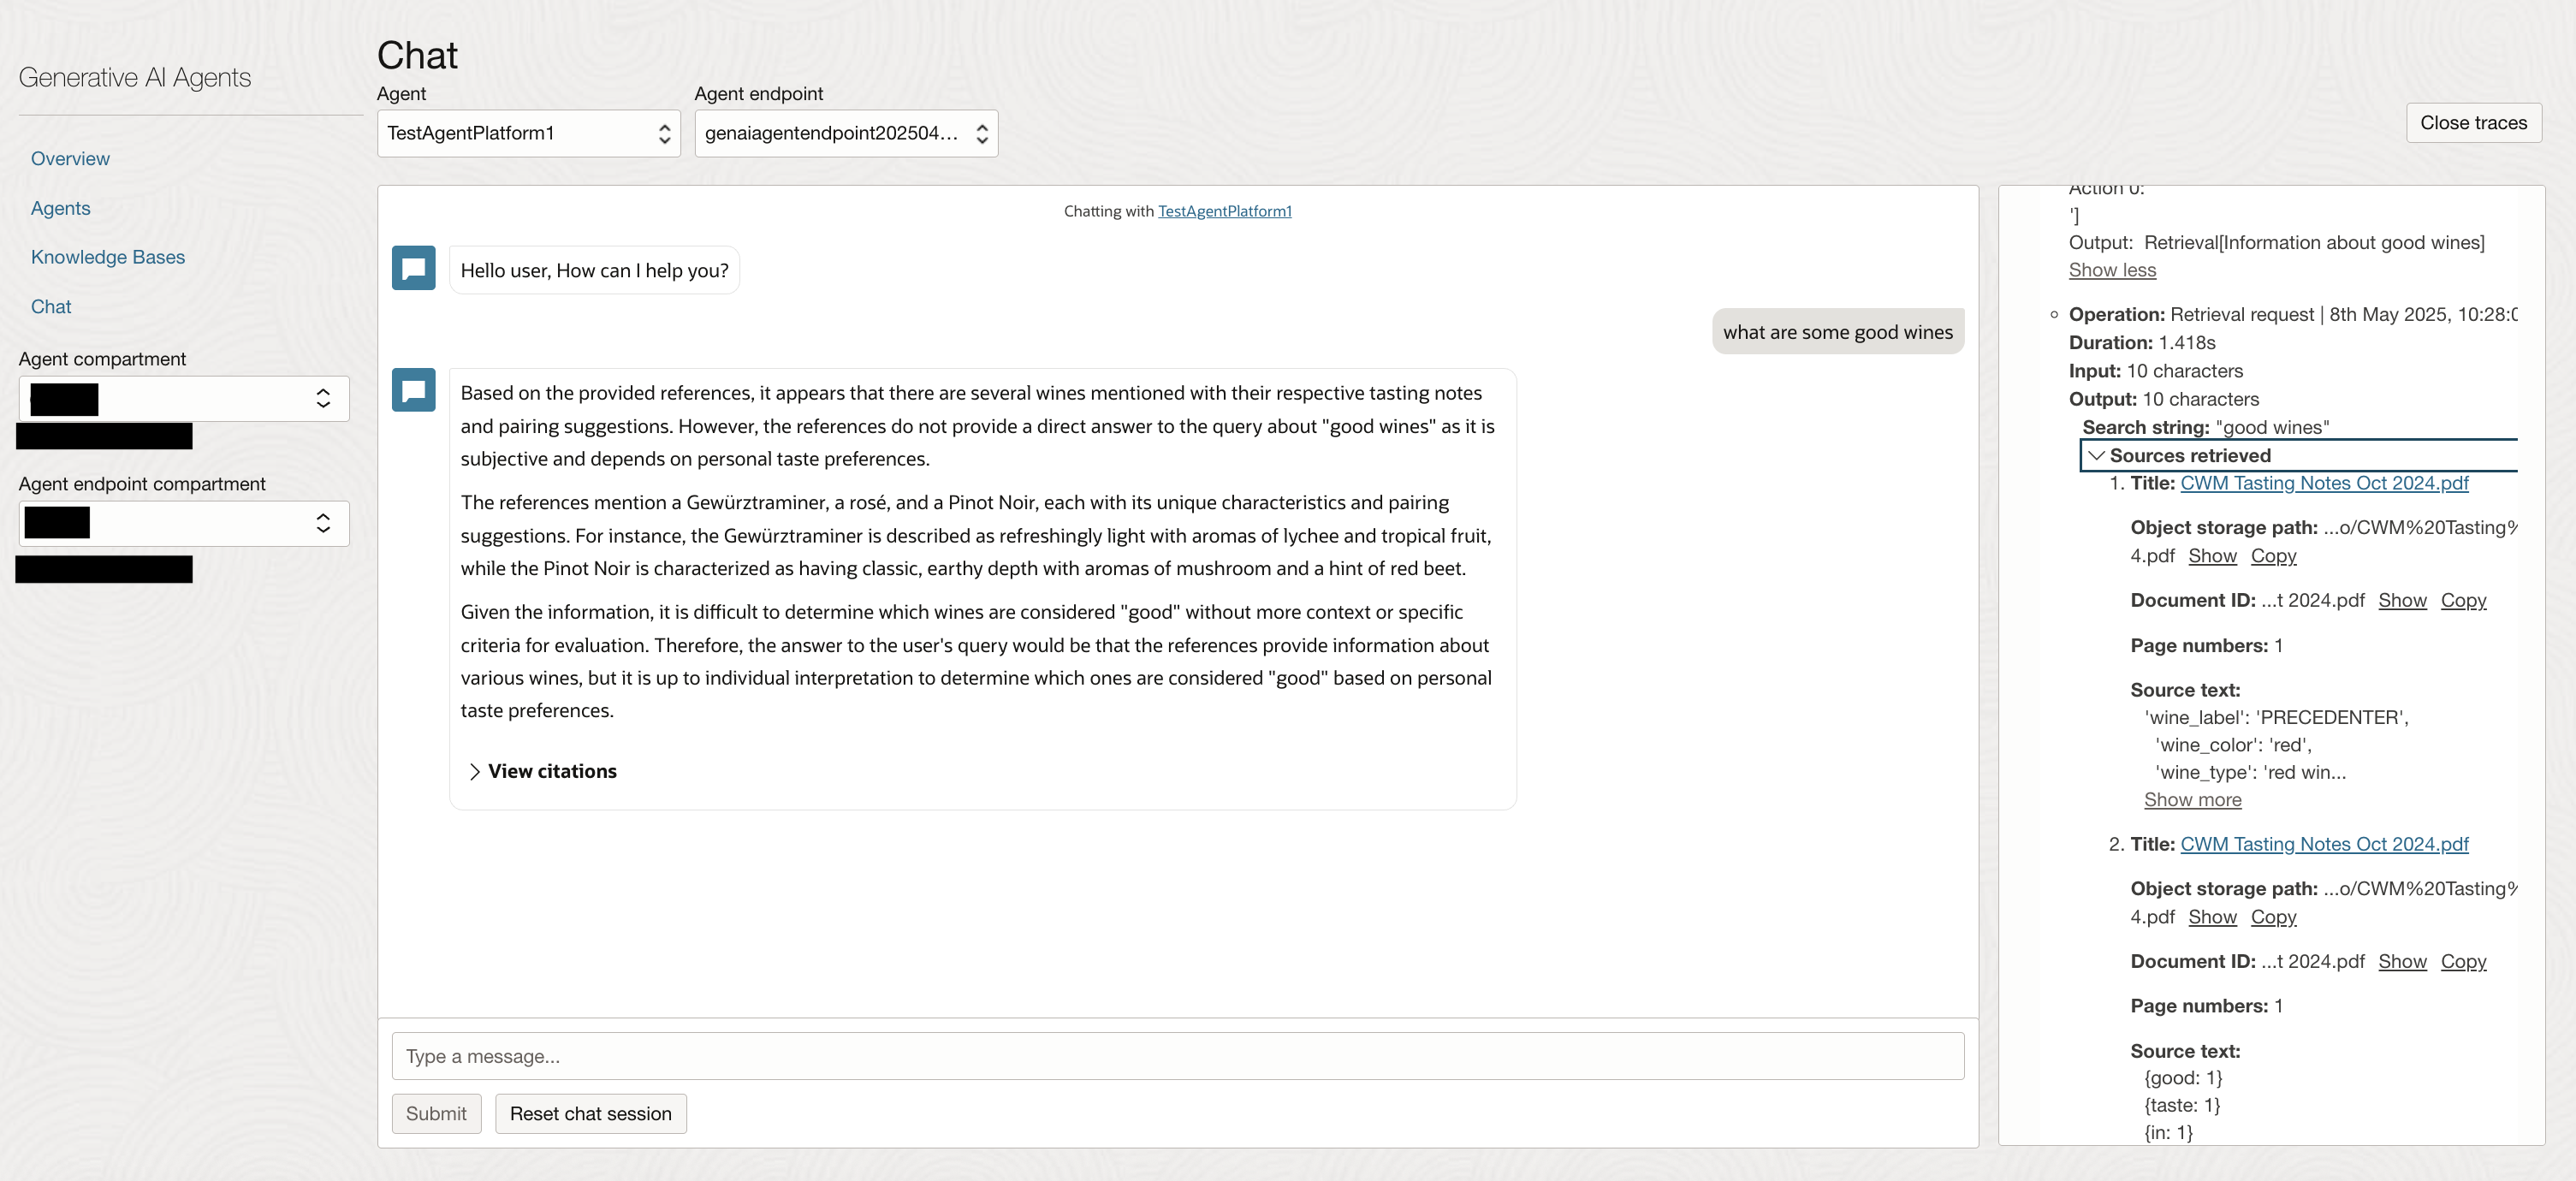 Generative AI Agents
Overview
Agents
Knowledge Bases
Chat
Agent compartment
Agent endpoint compartment
Chat
Agent
Agent endpoint
TestAgentPlatform1
genaiagentendpoint202504...
Close traces
Chatting with TestAgentPlatform1
Hello user, How can I help you?
what are some good wines
Based on the provided references, it appears that there are several wines mentioned with their respective tasting notes
and pairing suggestions. However, the references do not provide a direct answer to the query about "good wines" as it is
subjective and depends on personal taste preferences.
The references mention a Gewürztraminer, a rosé, and a Pinot Noir, each with its unique characteristics and pairing
suggestions. For instance, the Gewürztraminer is described as refreshingly light with aromas of lychee and tropical fruit,
while the Pinot Noir is characterized as having classic, earthy depth with aromas of mushroom and a hint of red beet.
Given the information, it is difficult to determine which wines are considered "good" without more context or specific
criteria for evaluation. Therefore, the answer to the user's query would be that the references provide information about
various wines, but it is up to individual interpretation to determine which ones are considered "good" based on personal
taste preferences.
View citations
Type a message...
Submit
Reset chat session
Action 0:
']
Output: Retrieval[Information about good wines]
Show less
Operation: Retrieval request | 8th May 2025, 10:28:0
Duration: 1.418s
Input: 10 characters
Output: 10 characters
Search string: "good wines"
Sources retrieved
1. Title: CWM Tasting Notes Oct 2024.pdf
Object storage path: ...o/CWM%20Tasting%
4.pdf Show Copy
Document ID: ...t 2024.pdf Show Copy
Page numbers: 1
Source text:
'wine_label': 'PRECEDENTER',
'wine_color': 'red',
'wine_type': 'red win...
Show more
2. Title: CWM Tasting Notes Oct 2024.pdf
Object storage path: ...o/CWM%20Tasting%
4.pdf Show Copy
Document ID: ...t 2024.pdf Show Copy
Page numbers: 1
Source text:
{good: 1}
{taste: 1}
{in: 1}